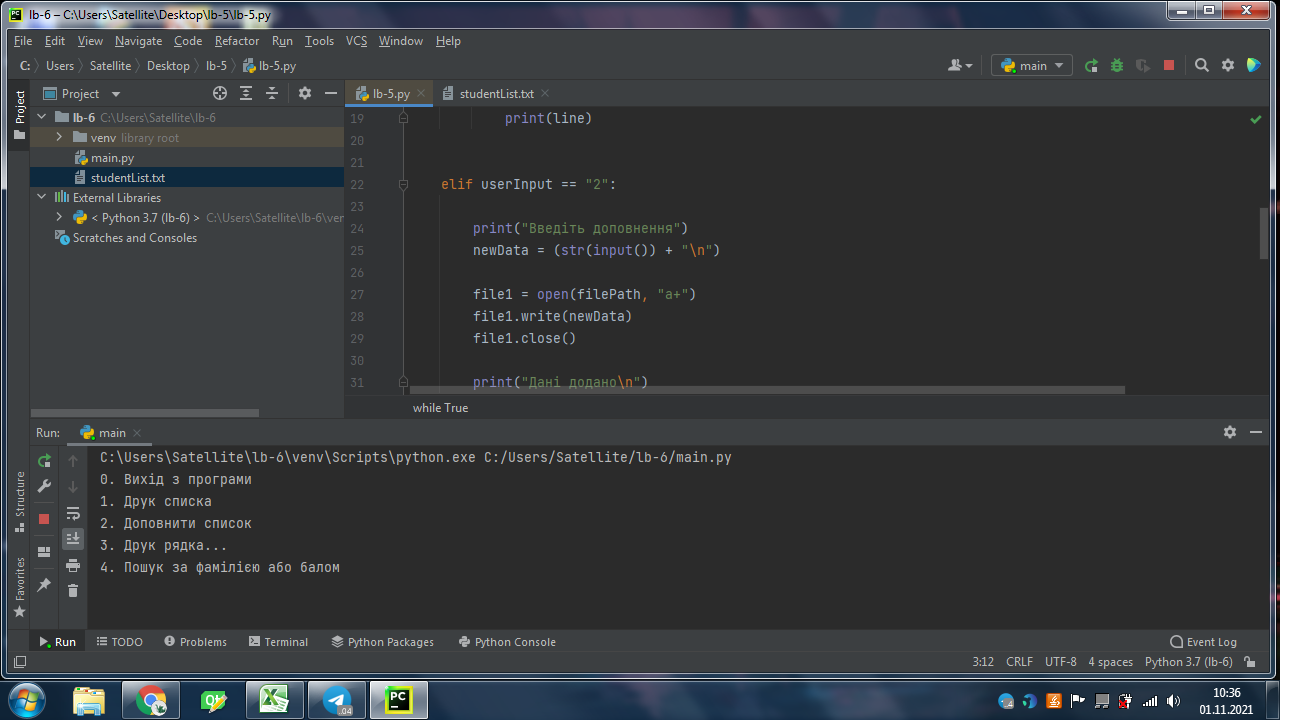 lb-6 – C:\Users\Satellite\Desktop\lb-5\lb-5.py
File Edit View Navigate Code Refactor Run Tools VCS Window Help
C: Users Satellite Desktop lb-5 lb-5.py main
Project lb-5.py studentList.txt
Project
lb-6 C:\Users\Satellite\lb-6
venv library root
main.py
studentList.txt
External Libraries
< Python 3.7 (lb-6) > C:\Users\Satellite\lb-6\ver
Scratches and Consoles
19 print(line)
20
21
22 elif userInput == "2":
23
24 print("Введіть доповнення")
25 newData = (str(input()) + "\n")
26
27 file1 = open(filePath, "a+")
28 file1.write(newData)
29 file1.close()
30
31 print("Дані додано\n")
while True
Run: main
C:\Users\Satellite\lb-6\venv\Scripts\python.exe C:/Users/Satellite/lb-6/main.py
0. Вихід з програми
1. Друк списка
2. Доповнити список
3. Друк рядка...
4. Пошук за фамілією або балом
Structure
Favorites
Run TODO Problems Terminal Python Packages Python Console Event Log
3:12 CRLF UTF-8 4 spaces Python 3.7 (lb-6)
.04
PC
10:36
01.11.2021